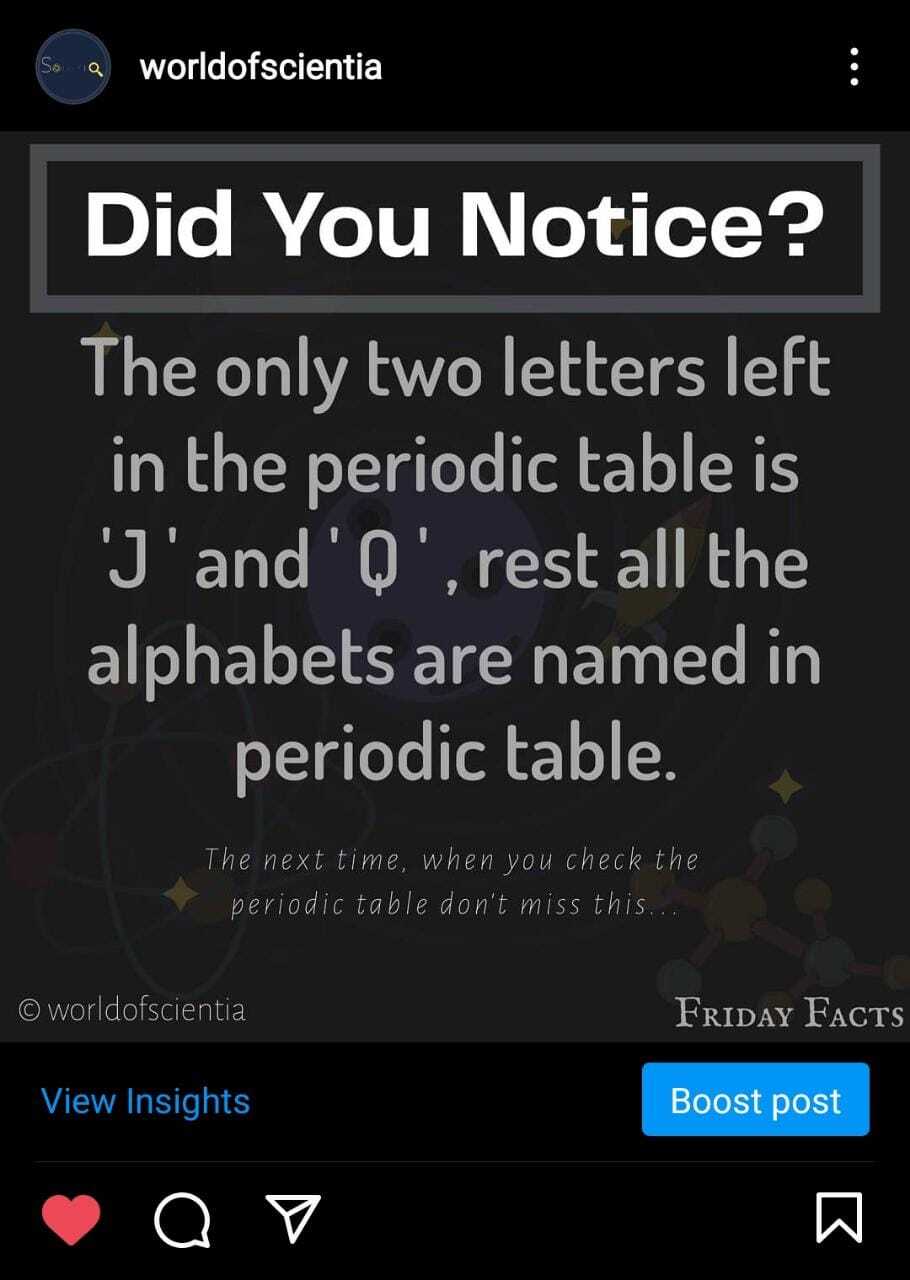 worldofscientia
Did You Notice?
The only two letters left
in the periodic table is
'J ' and ' Q ' , rest all the
alphabets are named in
periodic table.
The next time, when you check the
periodic table don't miss this...
© worldofscientia
Friday Facts
View Insights
Boost post